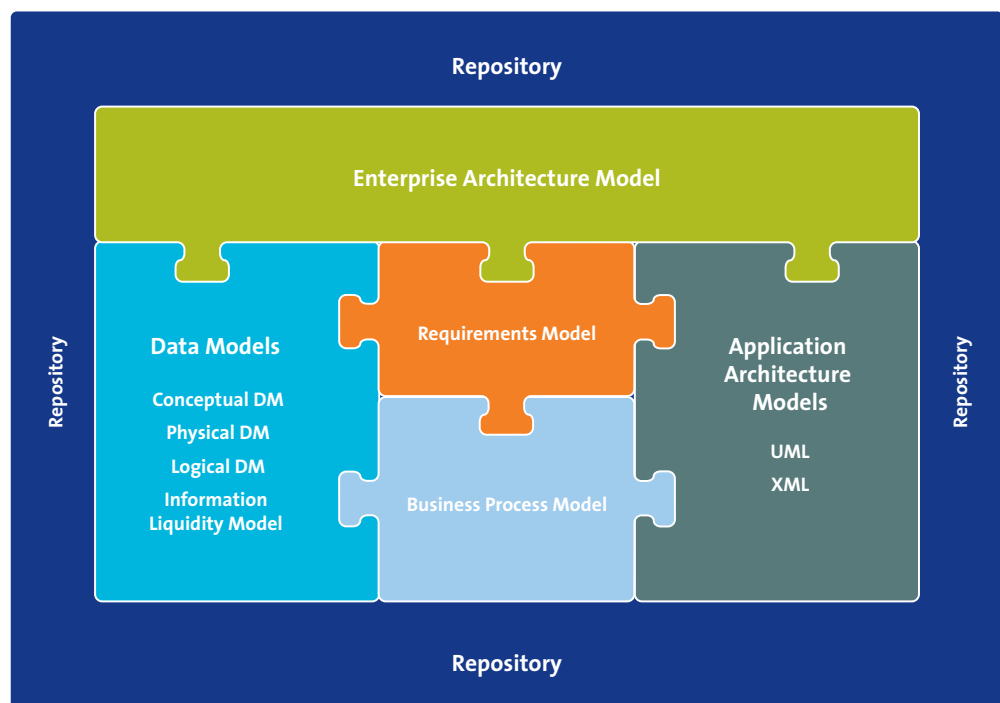 Repository
Enterprise Architecture Model
Repository
Data Models
Conceptual DM
Physical DM
Logical DM
Information
Liquidity Model
Requirements Model
Business Process Model
Application
Architecture
Models
UML
XML
Repository
Repository